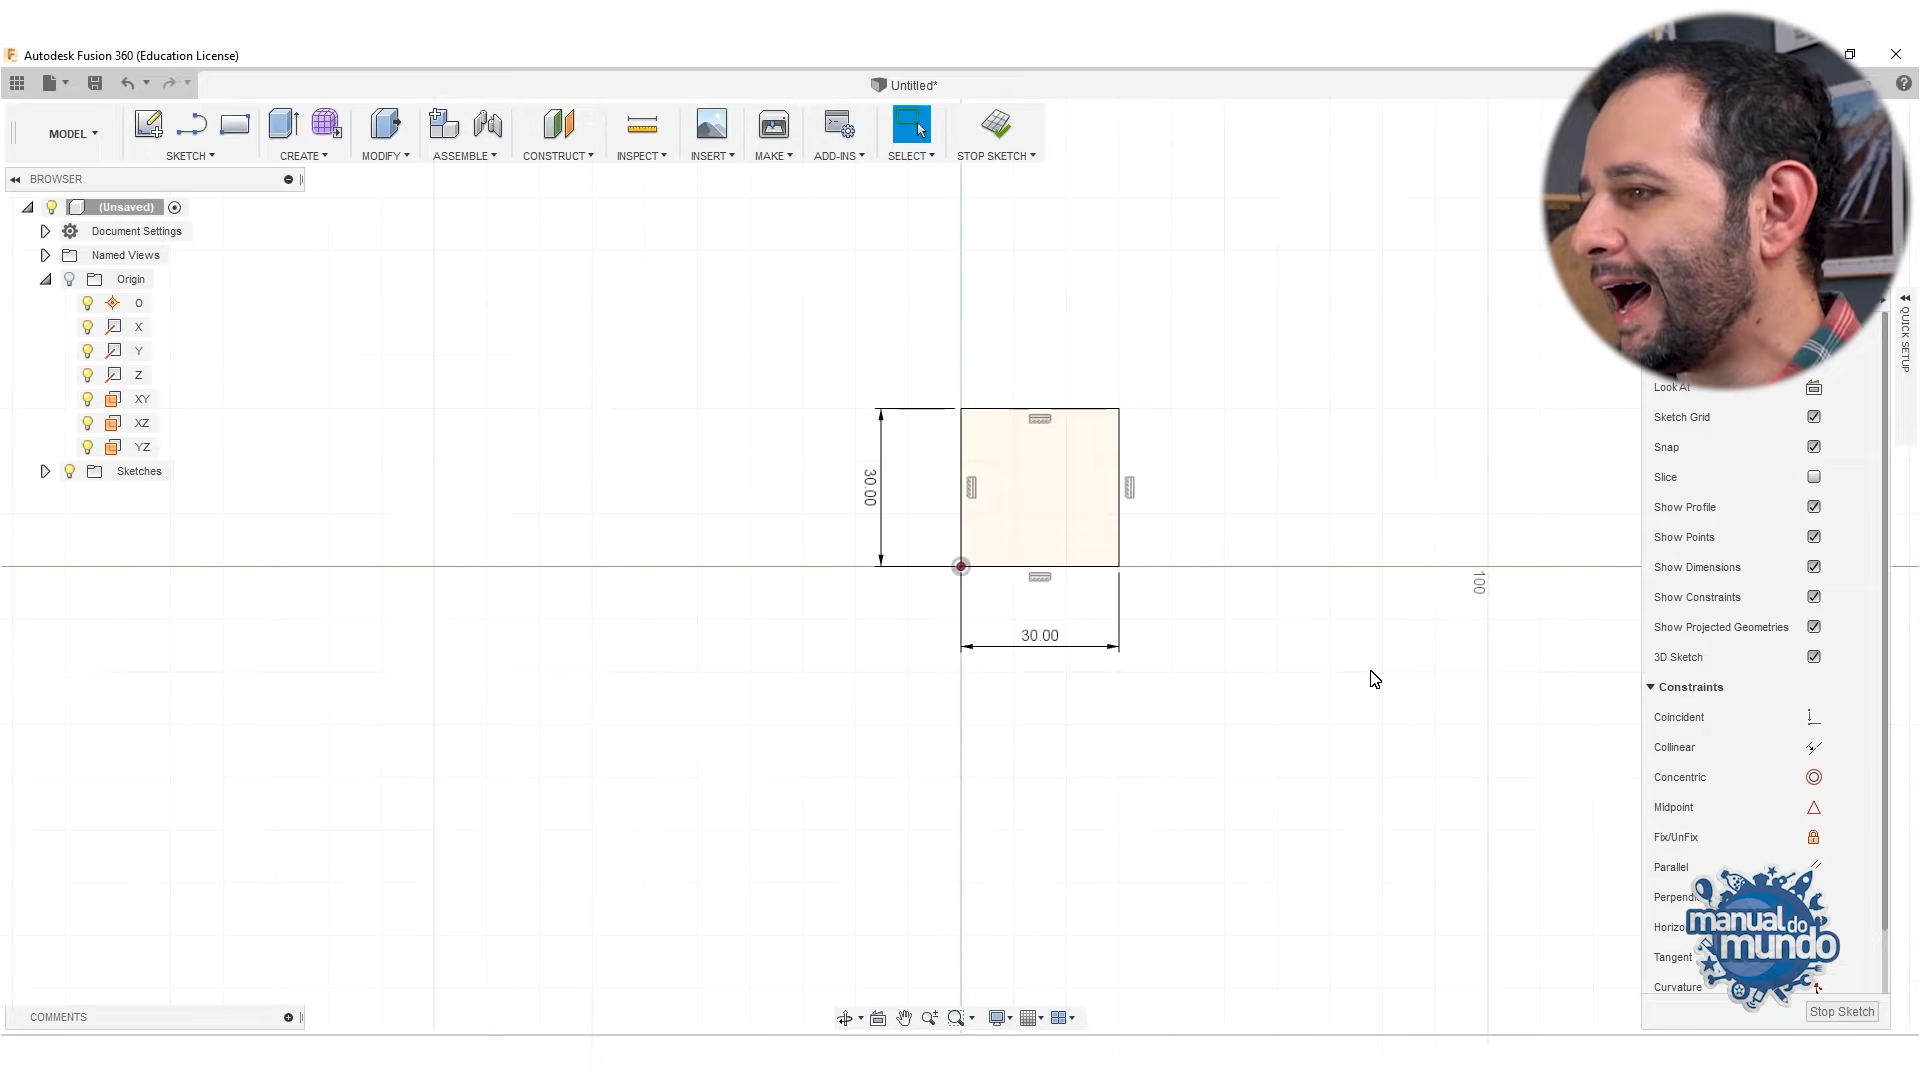 Autodesk Fusion 360 (Education License)
Untitled*
MODEL
SKETCH
CREATE
MODIFY
ASSEMBLE
CONSTRUCT
INSPECT
INSERT
MAKE
ADD-INS
SELECT
STOP SKETCH
BROWSER
(Unsaved)
Document Settings
Named Views
Origin
O
X
Y
Z
XY
XZ
YZ
Sketches
30.00
30.00
100
QUICK SETUP
Look At
Sketch Grid
Snap
Slice
Show Profile
Show Points
Show Dimensions
Show Constraints
Show Projected Geometries
3D Sketch
Constraints
Coincident
Collinear
Concentric
Midpoint
Fix/UnFix
Parallel
Perpendi
Horizo
Tangent
Curvature
manual do
mundo
Stop Sketch
COMMENTS